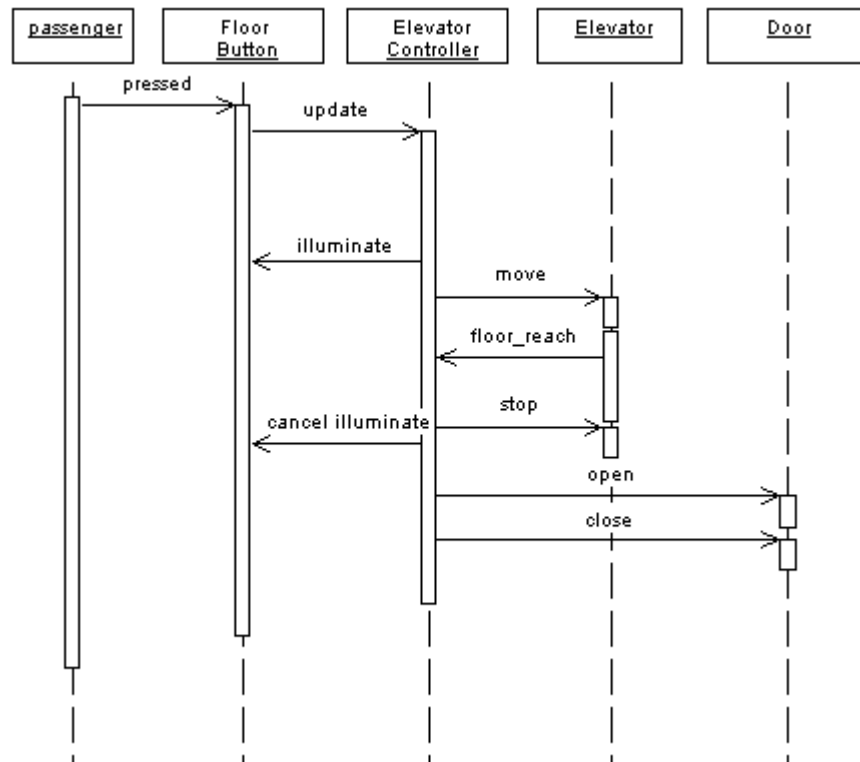 passenger
Floor
Button
Elevator
Controller
Elevator
Door
pressed
update
illuminate
move
floor_reach
stop
cancel illuminate
open
close